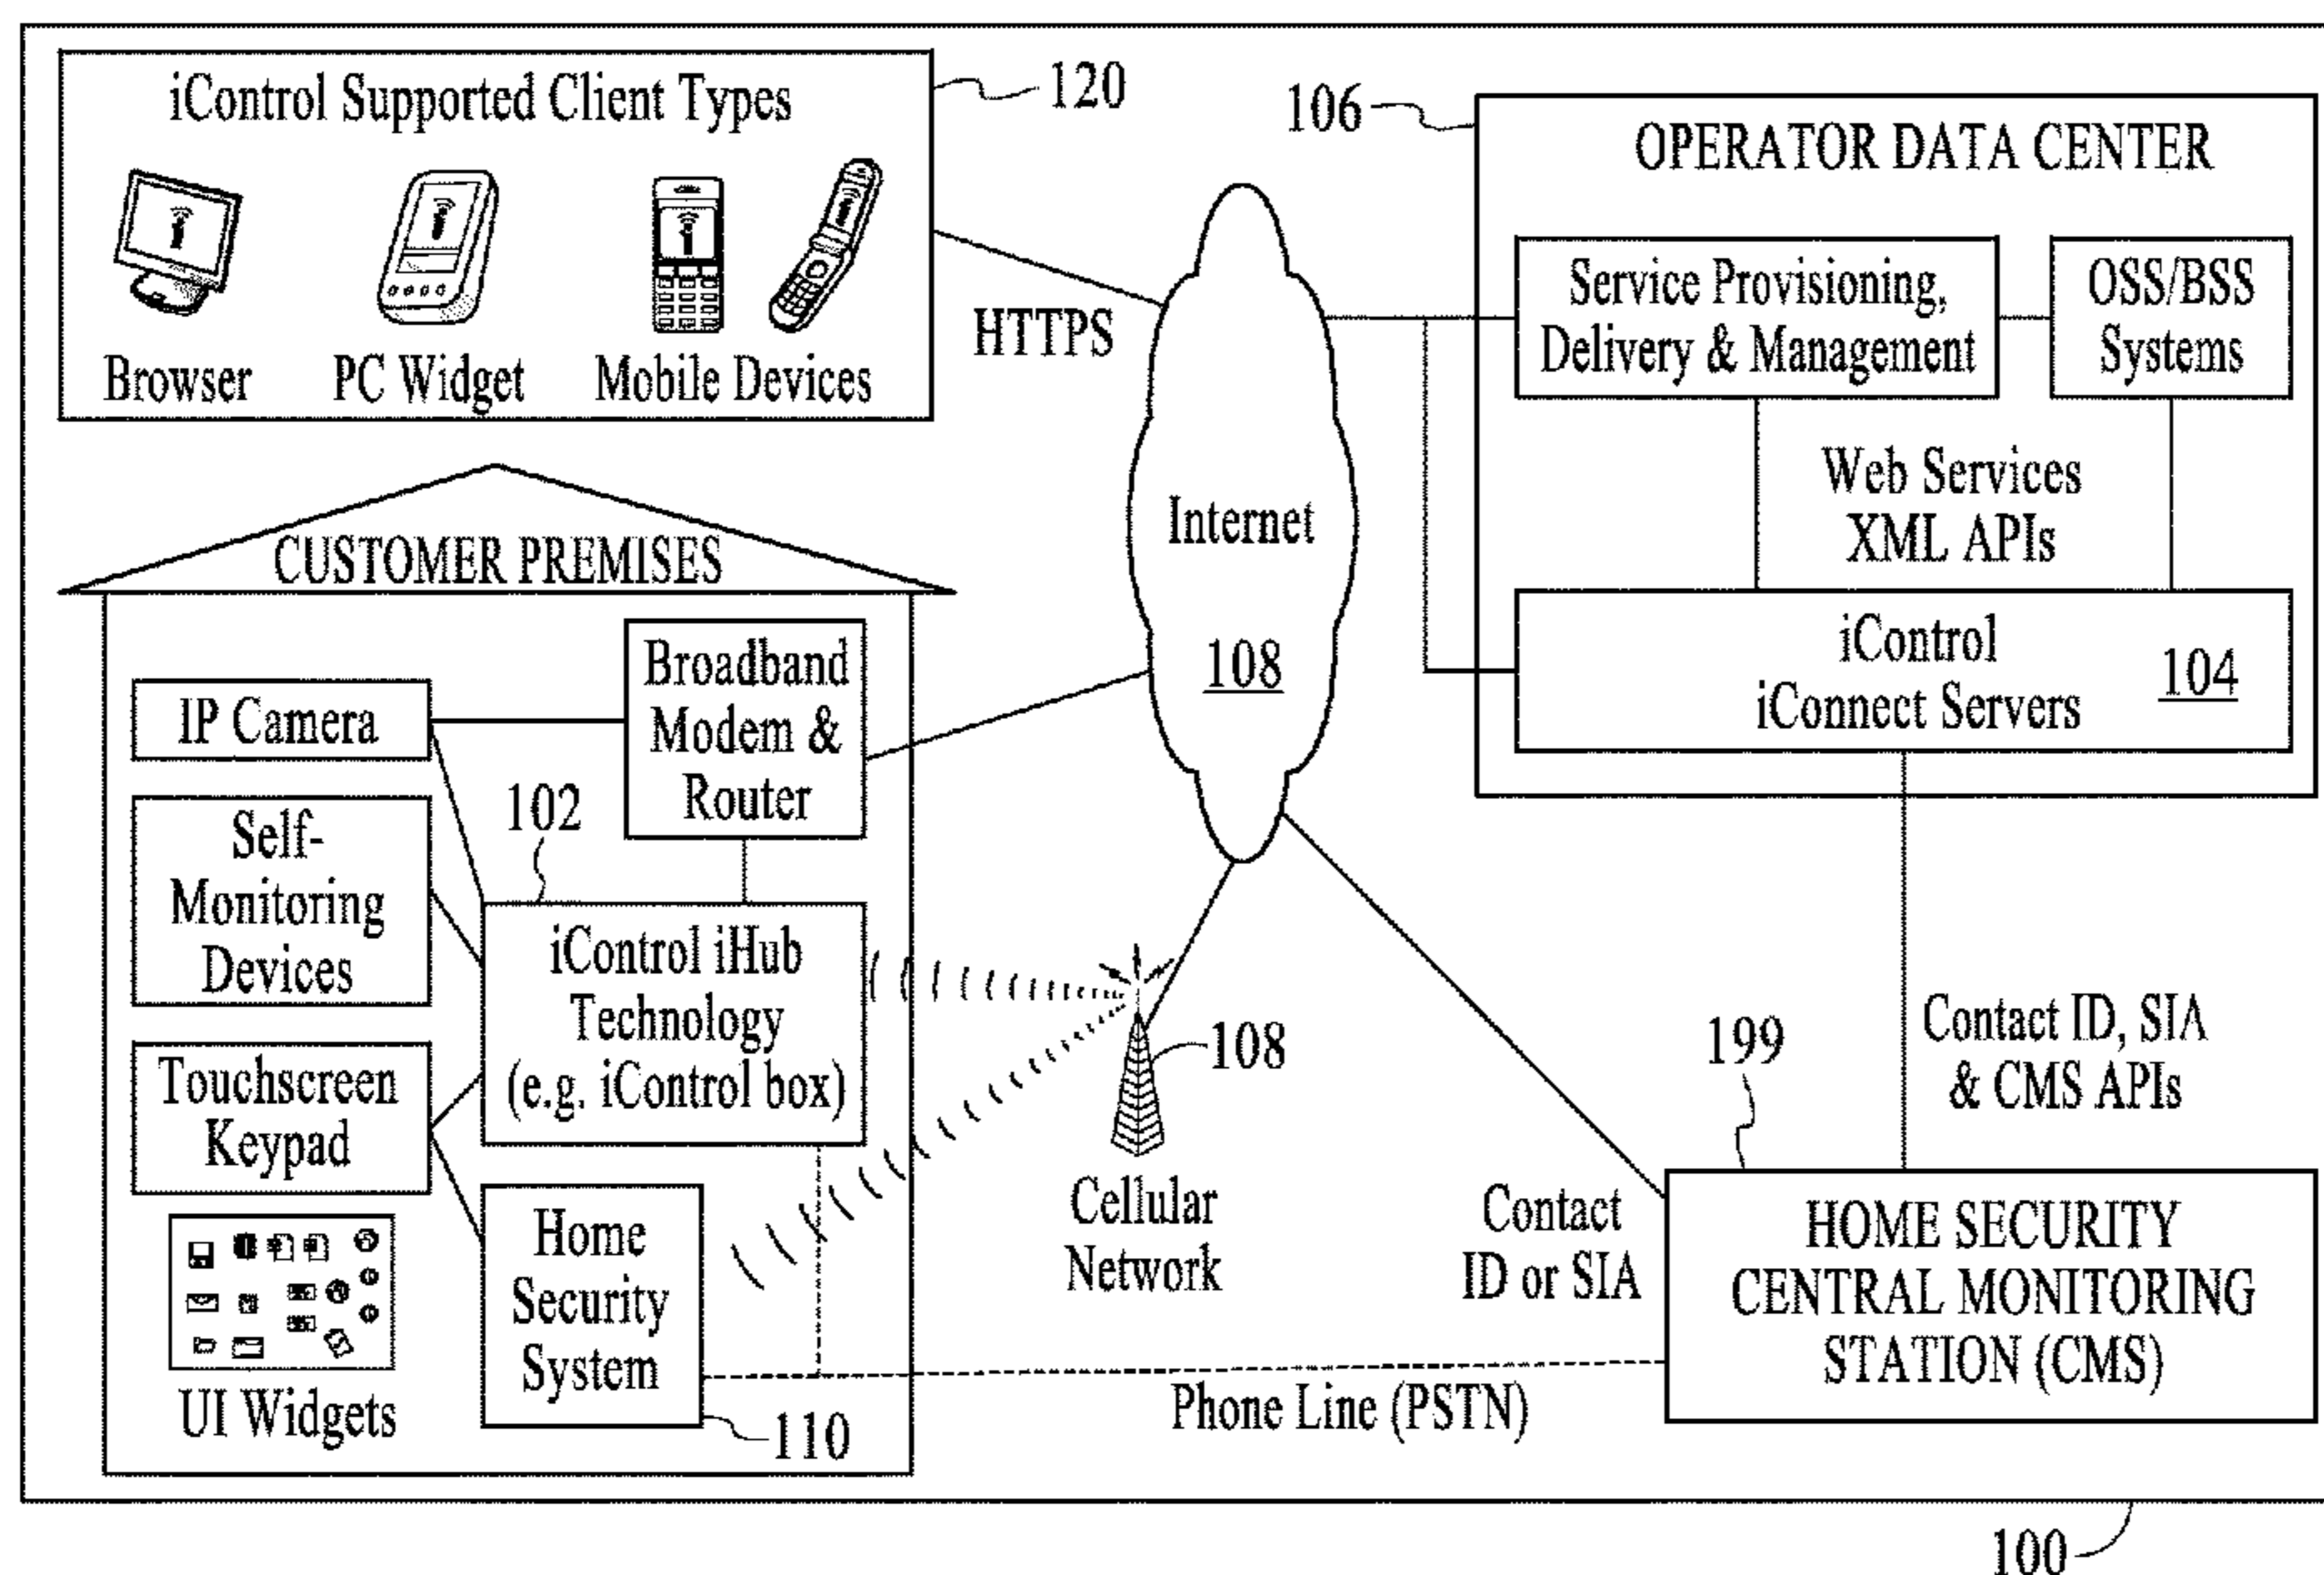 iControl Supported Client Types
120
Browser
PC Widget
Mobile Devices
HTTPS
106
OPERATOR DATA CENTER
Service Provisioning,
Delivery & Management
OSS/BSS
Systems
Web Services
XML APIs
iControl
iConnect Servers
104
Internet
108
CUSTOMER PREMISES
IP Camera
Broadband
Modem &
Router
Self-
Monitoring
Devices
102
iControl iHub
Technology
(e.g. iControl box)
Touchscreen
Keypad
UI Widgets
Home
Security
System
110
108
Cellular
Network
Contact
ID or SIA
Phone Line (PSTN)
Contact ID, SIA
& CMS APIs
199
HOME SECURITY
CENTRAL MONITORING
STATION (CMS)
100